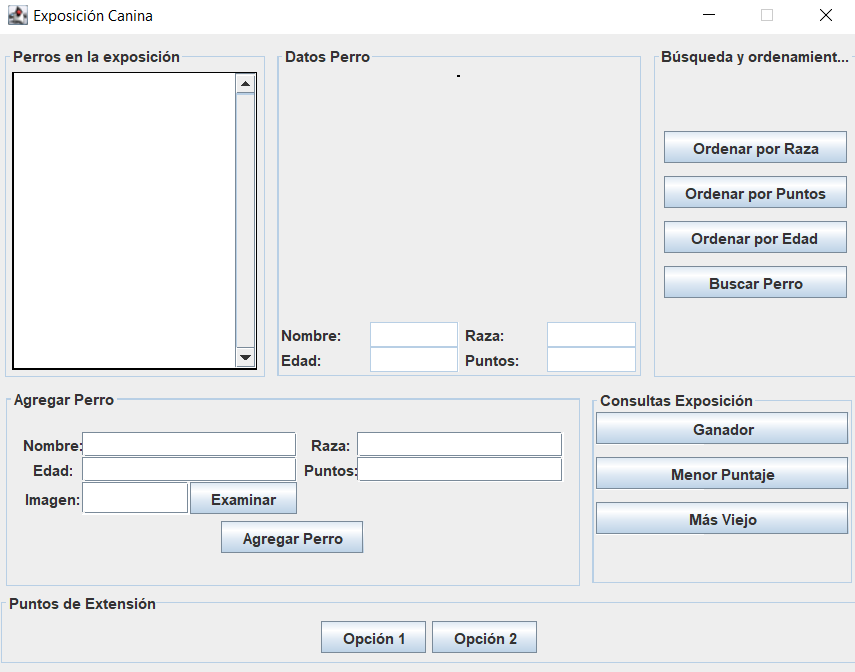 Exposición Canina
Perros en la exposición
Datos Perro
Búsqueda y ordenamient...
Ordenar por Raza
Ordenar por Puntos
Ordenar por Edad
Buscar Perro
Nombre:
Raza:
Edad:
Puntos:
Agregar Perro
Nombre:
Raza:
Edad:
Puntos:
Imagen:
Examinar
Agregar Perro
Consultas Exposición
Ganador
Menor Puntaje
Más Viejo
Puntos de Extensión
Opción 1
Opción 2